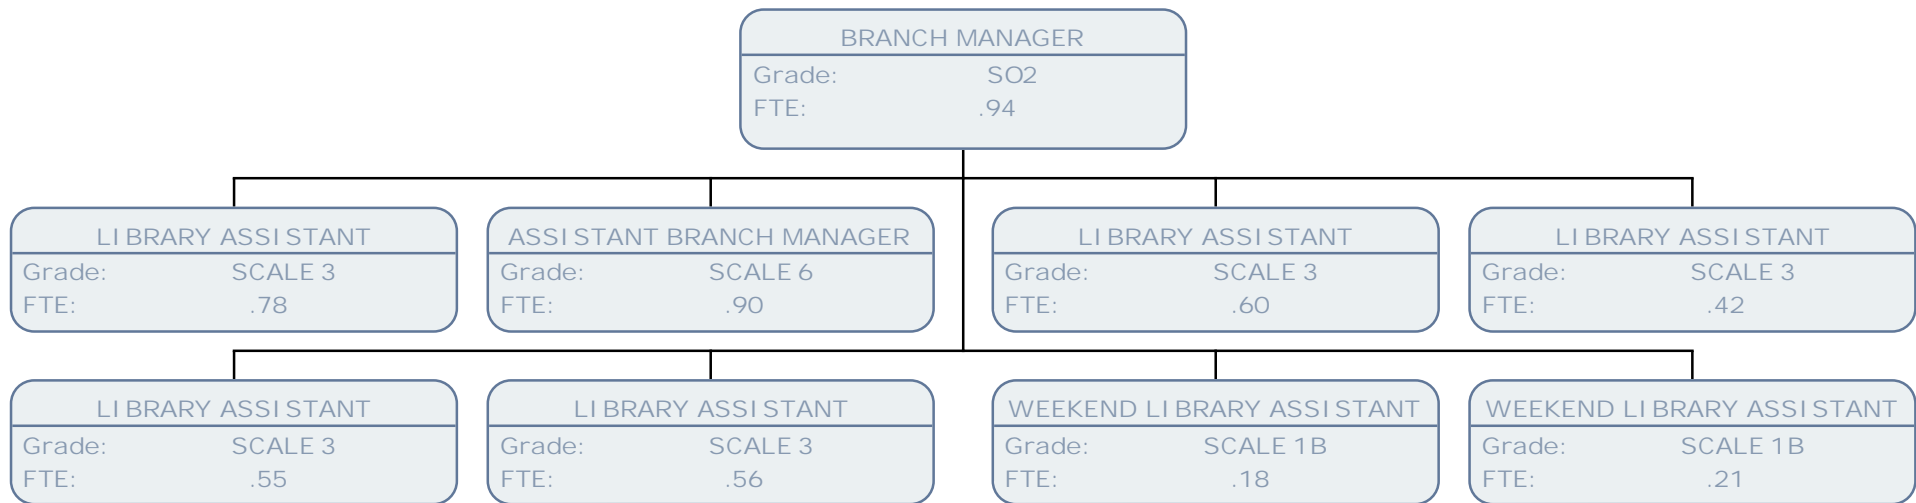 BRANCH MANAGER
Grade: SO2
FTE: .94
LIBRARY ASSISTANT
Grade: SCALE 3
FTE: .78
ASSISTANT BRANCH MANAGER
Grade: SCALE 6
FTE: .90
LIBRARY ASSISTANT
Grade: SCALE 3
FTE: .60
LIBRARY ASSISTANT
Grade: SCALE 3
FTE: .42
LIBRARY ASSISTANT
Grade: SCALE 3
FTE: .55
LIBRARY ASSISTANT
Grade: SCALE 3
FTE: .56
WEEKEND LIBRARY ASSISTANT
Grade: SCALE 1B
FTE: .18
WEEKEND LIBRARY ASSISTANT
Grade: SCALE 1B
FTE: .21